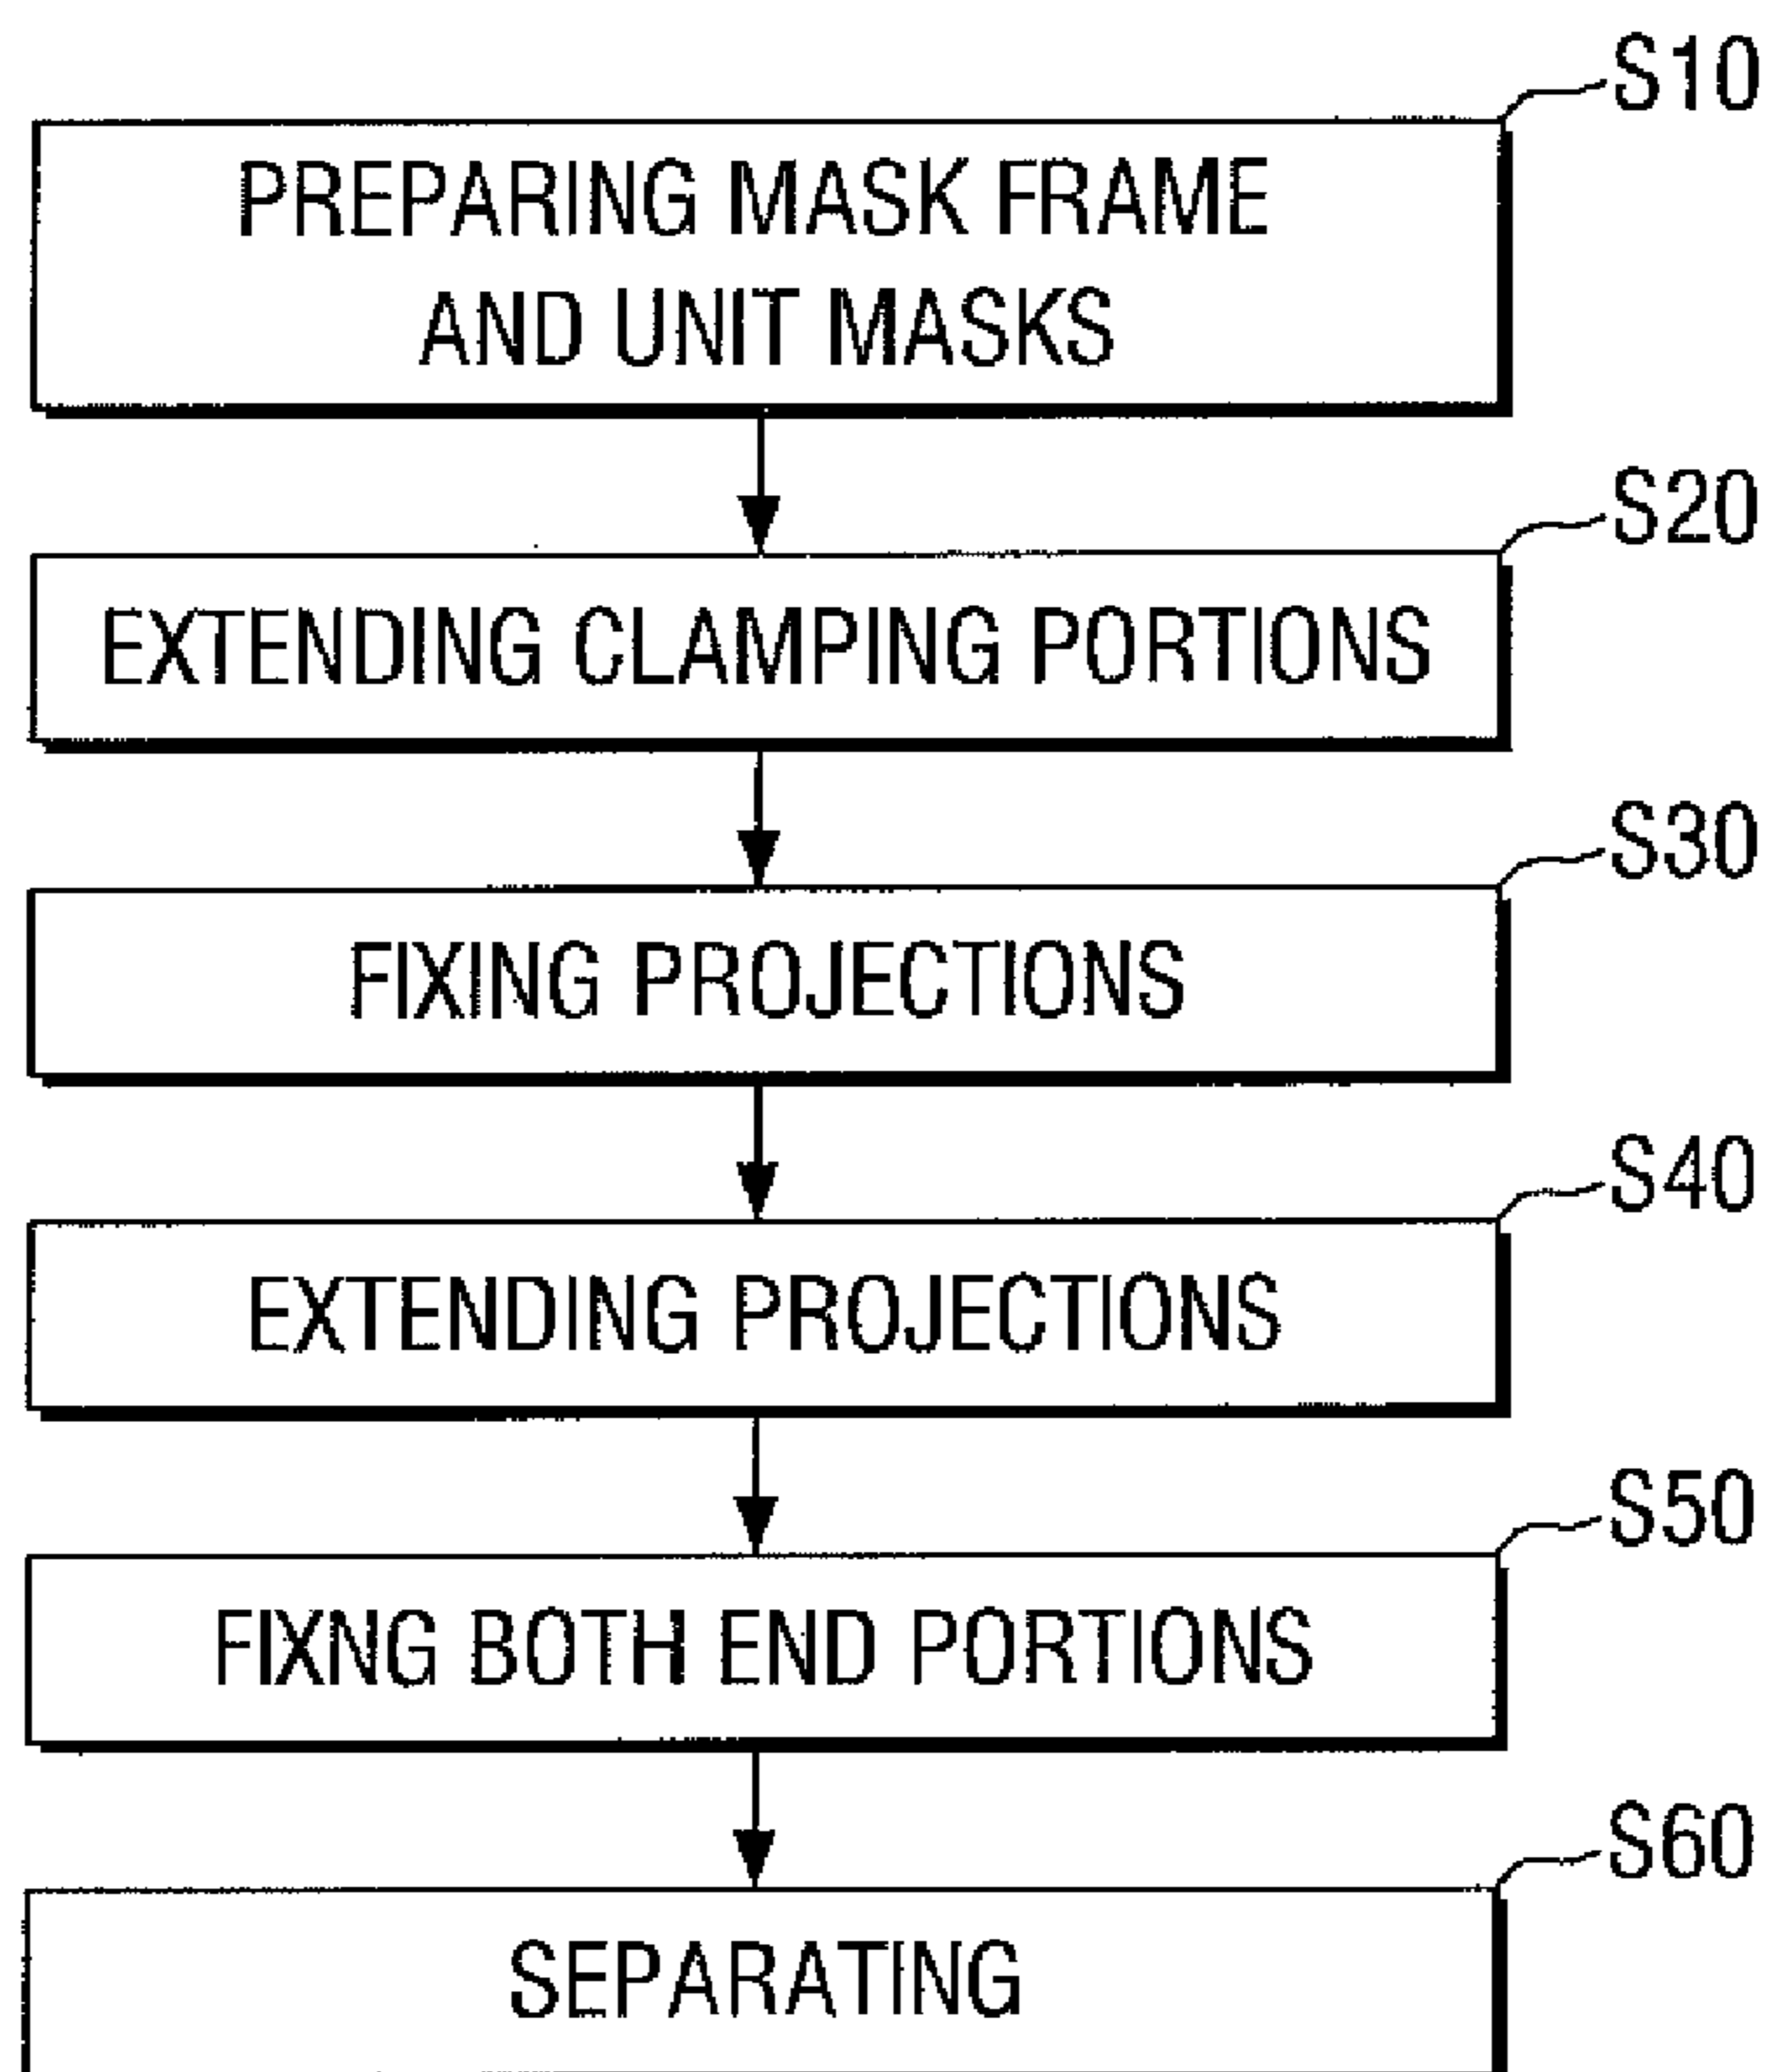 S10
PREPARING MASK FRAME
AND UNIT MASKS
S20
EXTENDING CLAMPING PORTIONS
S30
FIXING PROJECTIONS
S40
EXTENDING PROJECTIONS
S50
FIXNG BOTH END PORTIONS
S60
SEPARATING